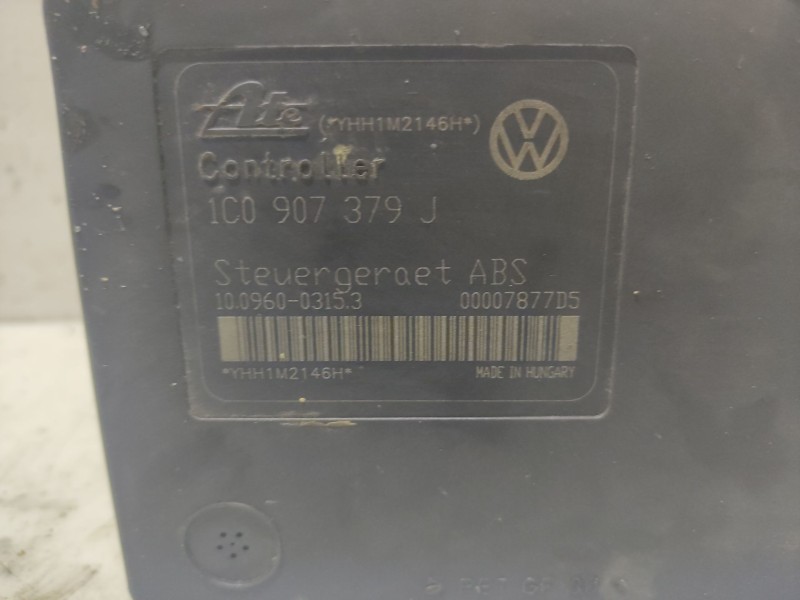 Ate (*YHH1M2146H*)
Controller
1C0 907 379 J
Steuergeraet ABS
10.0960-0315.3 00007877D5
*YHH1M2146H* MADE IN HUNGARY